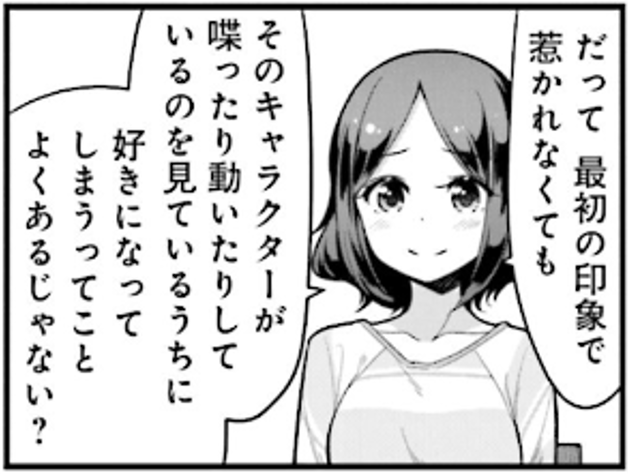 だって 最初の印象で
惹かれなくても
そのキャラクターが
喋ったり動いたりして
いるのを見ているうちに
好きになって
しまうってこと
よくあるじゃない?